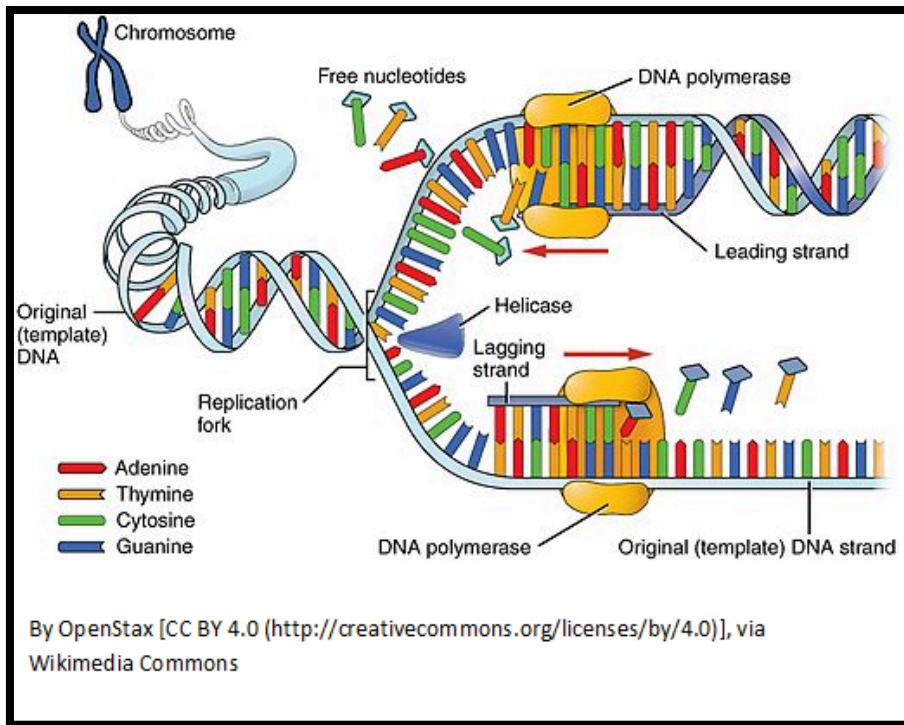 Chromosome
Free nucleotides
DNA polymerase
Leading strand
Helicase
Lagging
strand
Original
(template)
DNA
Replication
fork
Adenine
Thymine
Cytosine
Guanine
DNA polymerase
Original (template) DNA strand
By OpenStax [CC BY 4.0 (http://creativecommons.org/licenses/by/4.0)], via
Wikimedia Commons